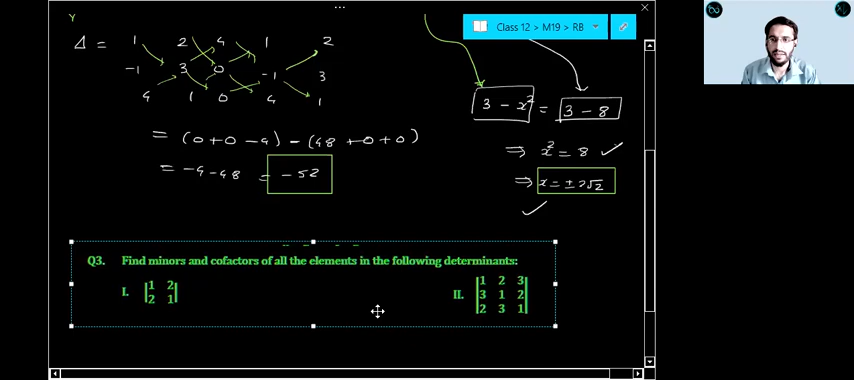 Y
Class 12 > M19 > RB
Δ = 1 2 4 1 2
-1 3 0 -1 3
4 1 0 4 1
= (0 + 0 - 4) - (48 + 0 + 0)
= -4 - 48 = -52
3 - x² = 3 - 8
⇒ x² = 8
⇒ x = ± 2√2
Q3. Find minors and cofactors of all the elements in the following determinants:
I. |1 2|
|2 1|
II. |1 2 3|
|3 1 2|
|2 3 1|